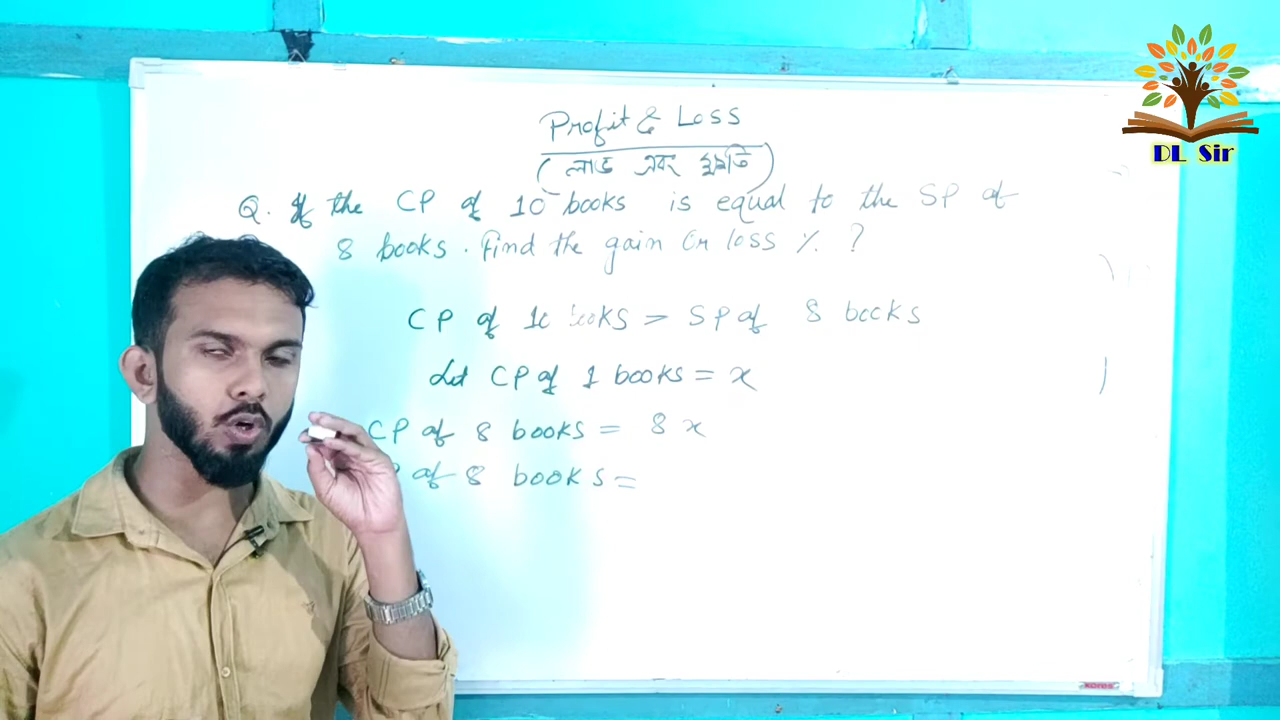 Profit & Loss
(লাভ এবং ক্ষতি)
Q. If the CP of 10 books is equal to the SP of
8 books. Find the gain Or loss % ?
CP of 10 books = SP of 8 books
Let CP of 1 books = x
CP of 8 books = 8x
P of 8 books =
DL Sir
KORES